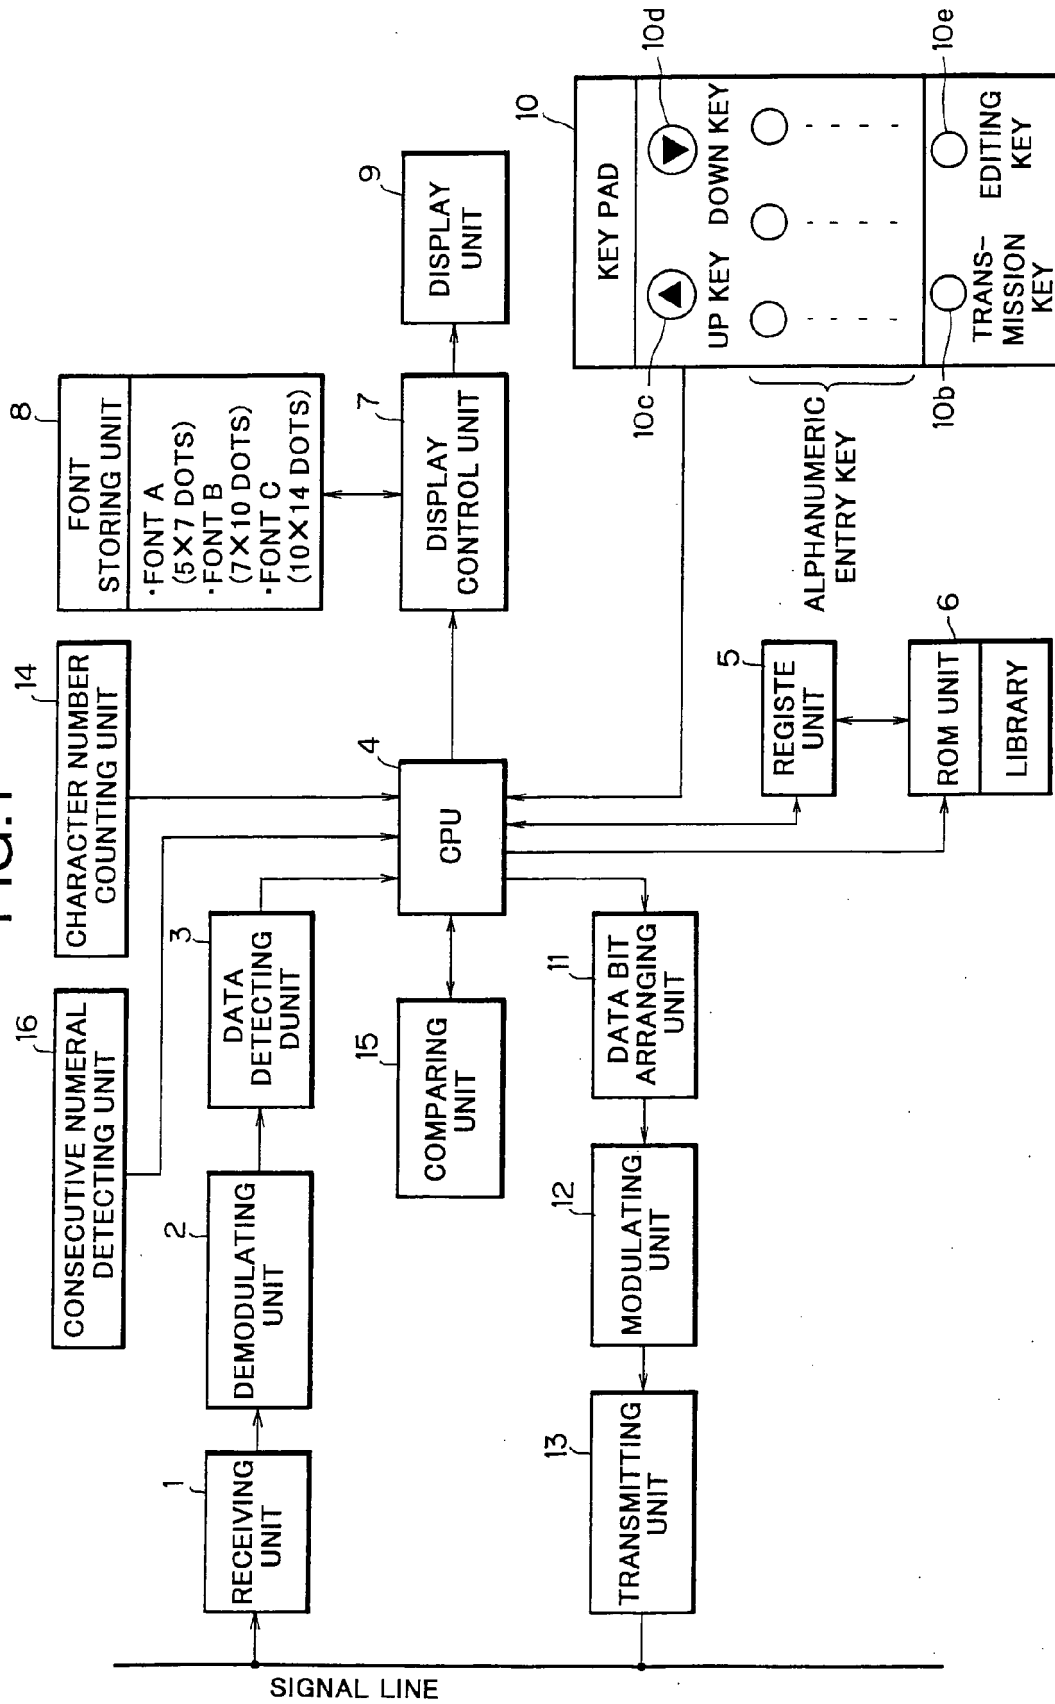 FIG.1
16
CONSECUTIVE NUMERAL
DETECTING UNIT
14
CHARACTER NUMBER
COUNTING UNIT
8
FONT
STORING UNIT
·FONT A
(5×7 DOTS)
·FONT B
(7×10 DOTS)
·FONT C
(10×14 DOTS)
1
RECEIVING
UNIT
2
DEMODULATING
UNIT
3
DATA
DETECTING
DUNIT
4
CPU
7
DISPLAY
CONTROL UNIT
9
DISPLAY
UNIT
15
COMPARING
UNIT
13
TRANSMITTING
UNIT
12
MODULATING
UNIT
11
DATA BIT
ARRANGING
UNIT
5
REGISTE
UNIT
6
ROM UNIT
LIBRARY
10
KEY PAD
10c
10d
UP KEY
DOWN KEY
ALPHANUMERIC
ENTRY KEY
10b
10e
TRANS-
MISSION
KEY
EDITING
KEY
SIGNAL LINE